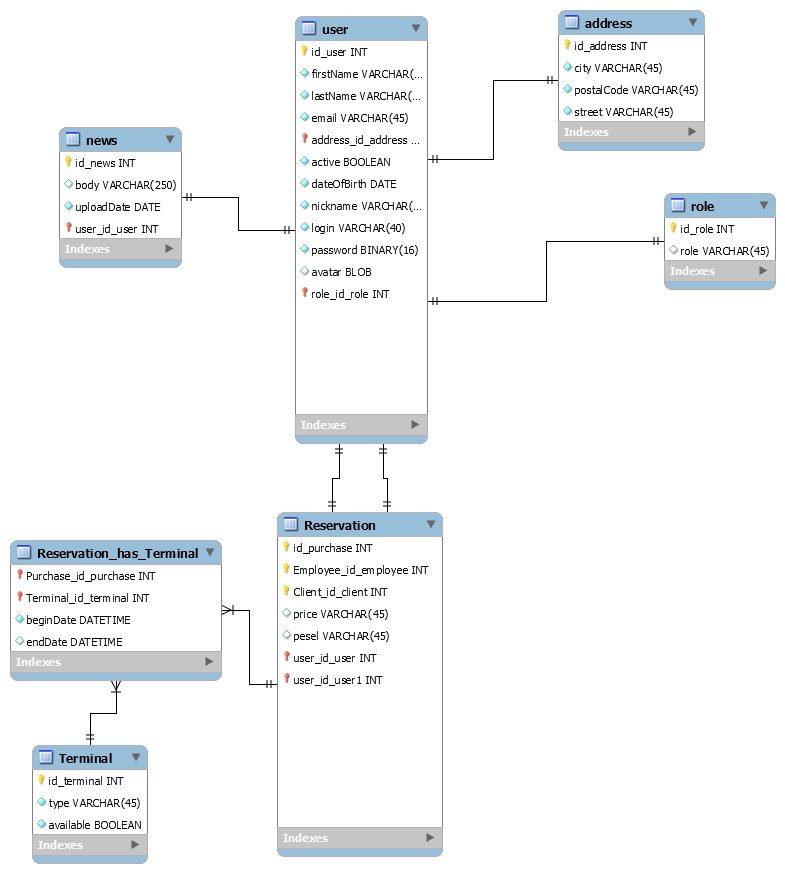 user
id_user INT
firstName VARCHAR(...
lastName VARCHAR(...
email VARCHAR(45)
address_id_address ...
active BOOLEAN
dateOfBirth DATE
nickname VARCHAR(...
login VARCHAR(40)
password BINARY(16)
avatar BLOB
role_id_role INT
Indexes
address
id_address INT
city VARCHAR(45)
postalCode VARCHAR(45)
street VARCHAR(45)
Indexes
news
id_news INT
body VARCHAR(250)
uploadDate DATE
user_id_user INT
Indexes
role
id_role INT
role VARCHAR(45)
Indexes
Reservation
id_purchase INT
Employee_id_employee INT
Client_id_client INT
price VARCHAR(45)
pesel VARCHAR(45)
user_id_user INT
user_id_user1 INT
Indexes
Reservation_has_Terminal
Purchase_id_purchase INT
Terminal_id_terminal INT
beginDate DATETIME
endDate DATETIME
Indexes
Terminal
id_terminal INT
type VARCHAR(45)
available BOOLEAN
Indexes